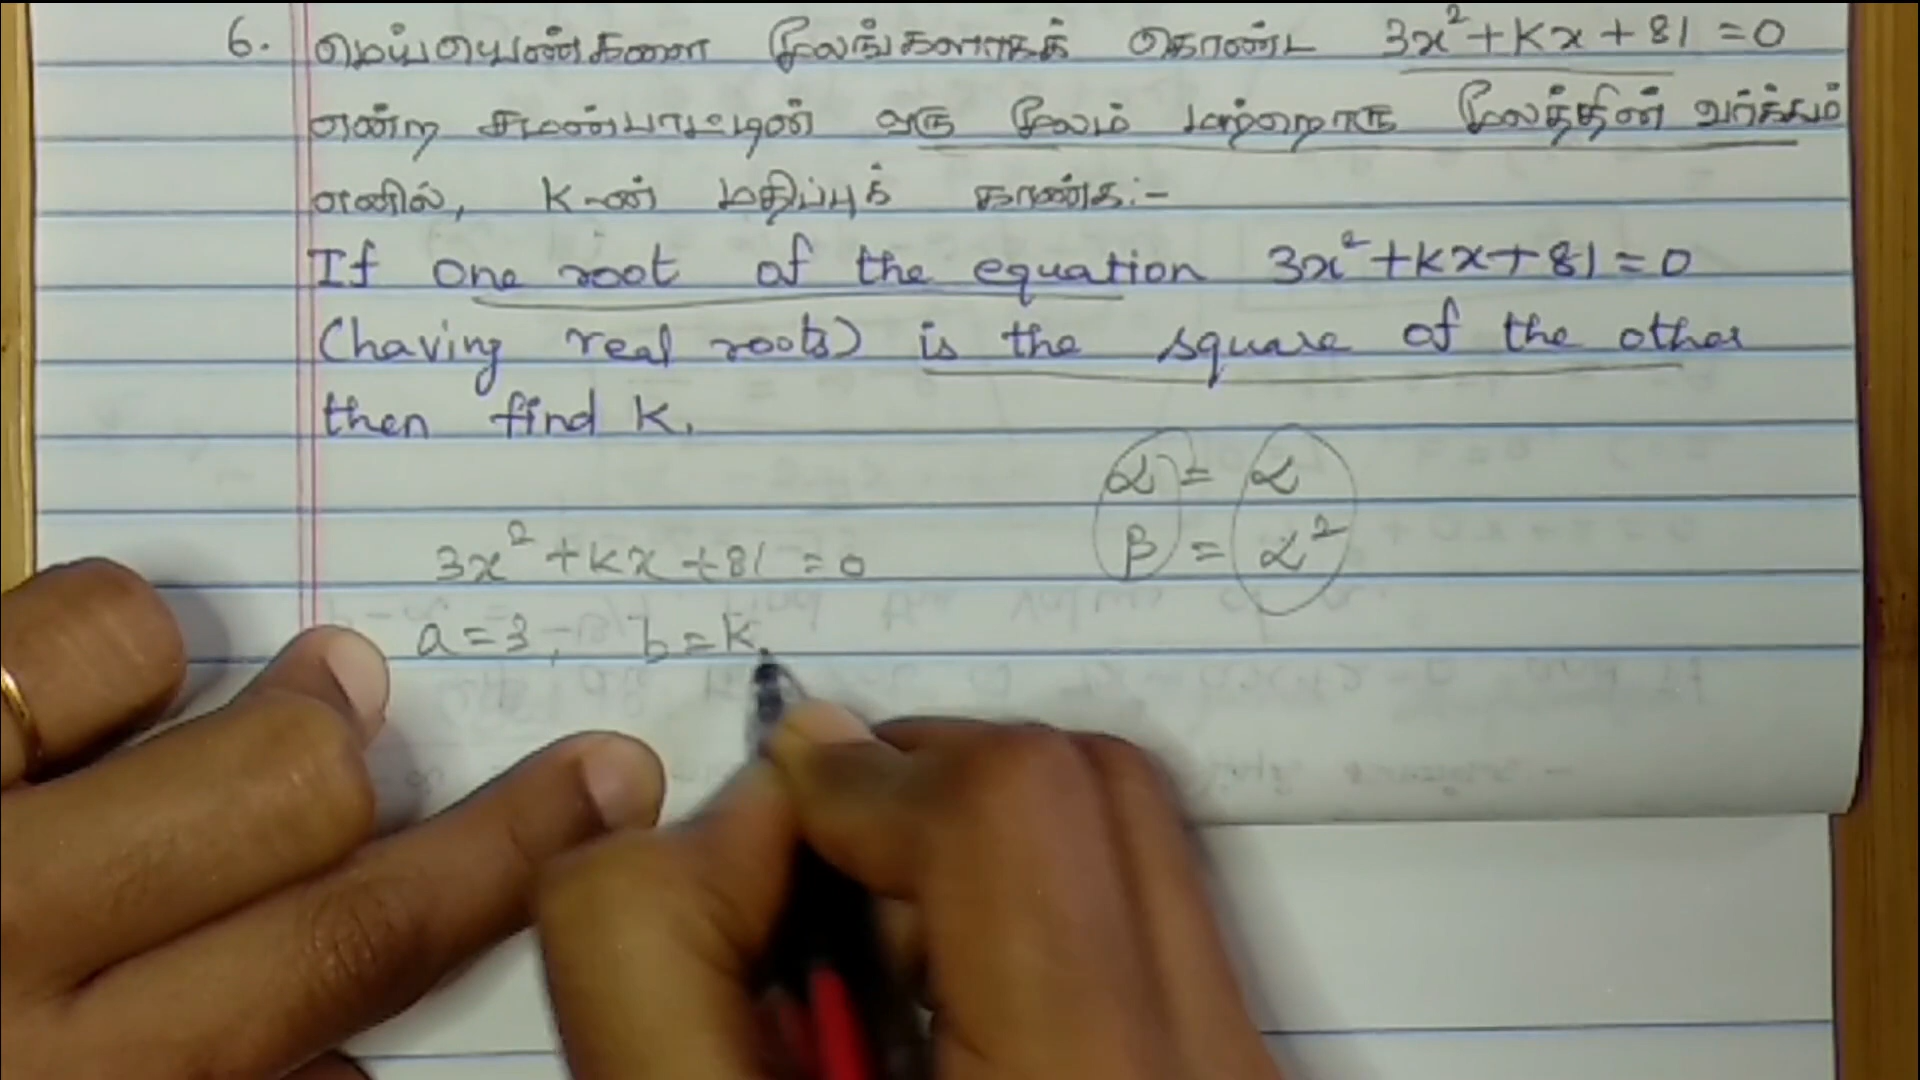 6. மெய்யெண்களை மூலங்களாகக் கொண்ட 3x²+Kx+81=0
என்ற சமன்பாட்டின் ஒரு மூலம் மற்றொரு மூலத்தின் வர்க்கம்
எனில், K-ன் மதிப்புக் காண்க:-
If one root of the equation 3x²+Kx+81=0
(having real roots) is the square of the other
then find K.
α = α
β = α²
3x²+Kx+81=0
a=3, b=K,